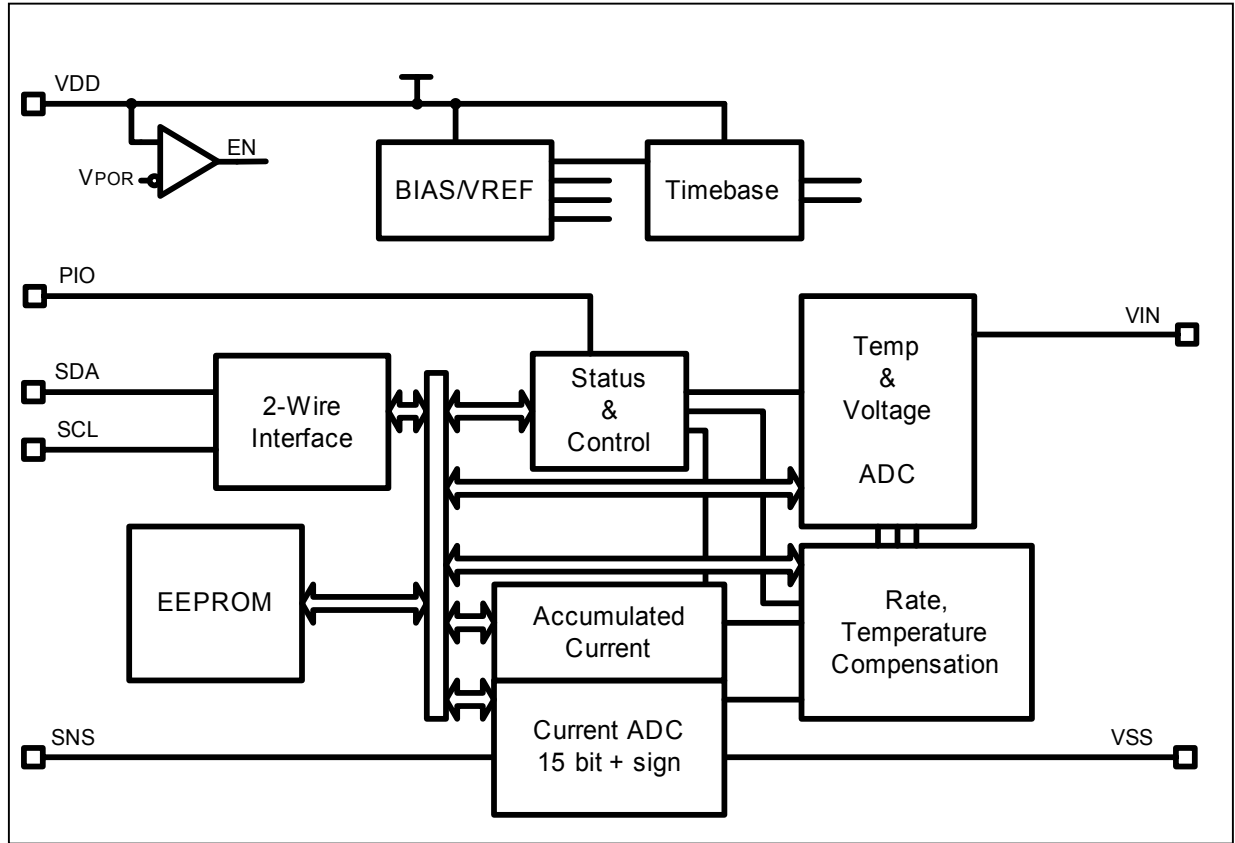 VDD
EN
VPOR
BIAS/VREF
Timebase
PIO
VIN
SDA
SCL
2-Wire
Interface
Status
&
Control
Temp
&
Voltage
ADC
EEPROM
Accumulated
Current
Rate,
Temperature
Compensation
SNS
Current ADC
15 bit + sign
VSS